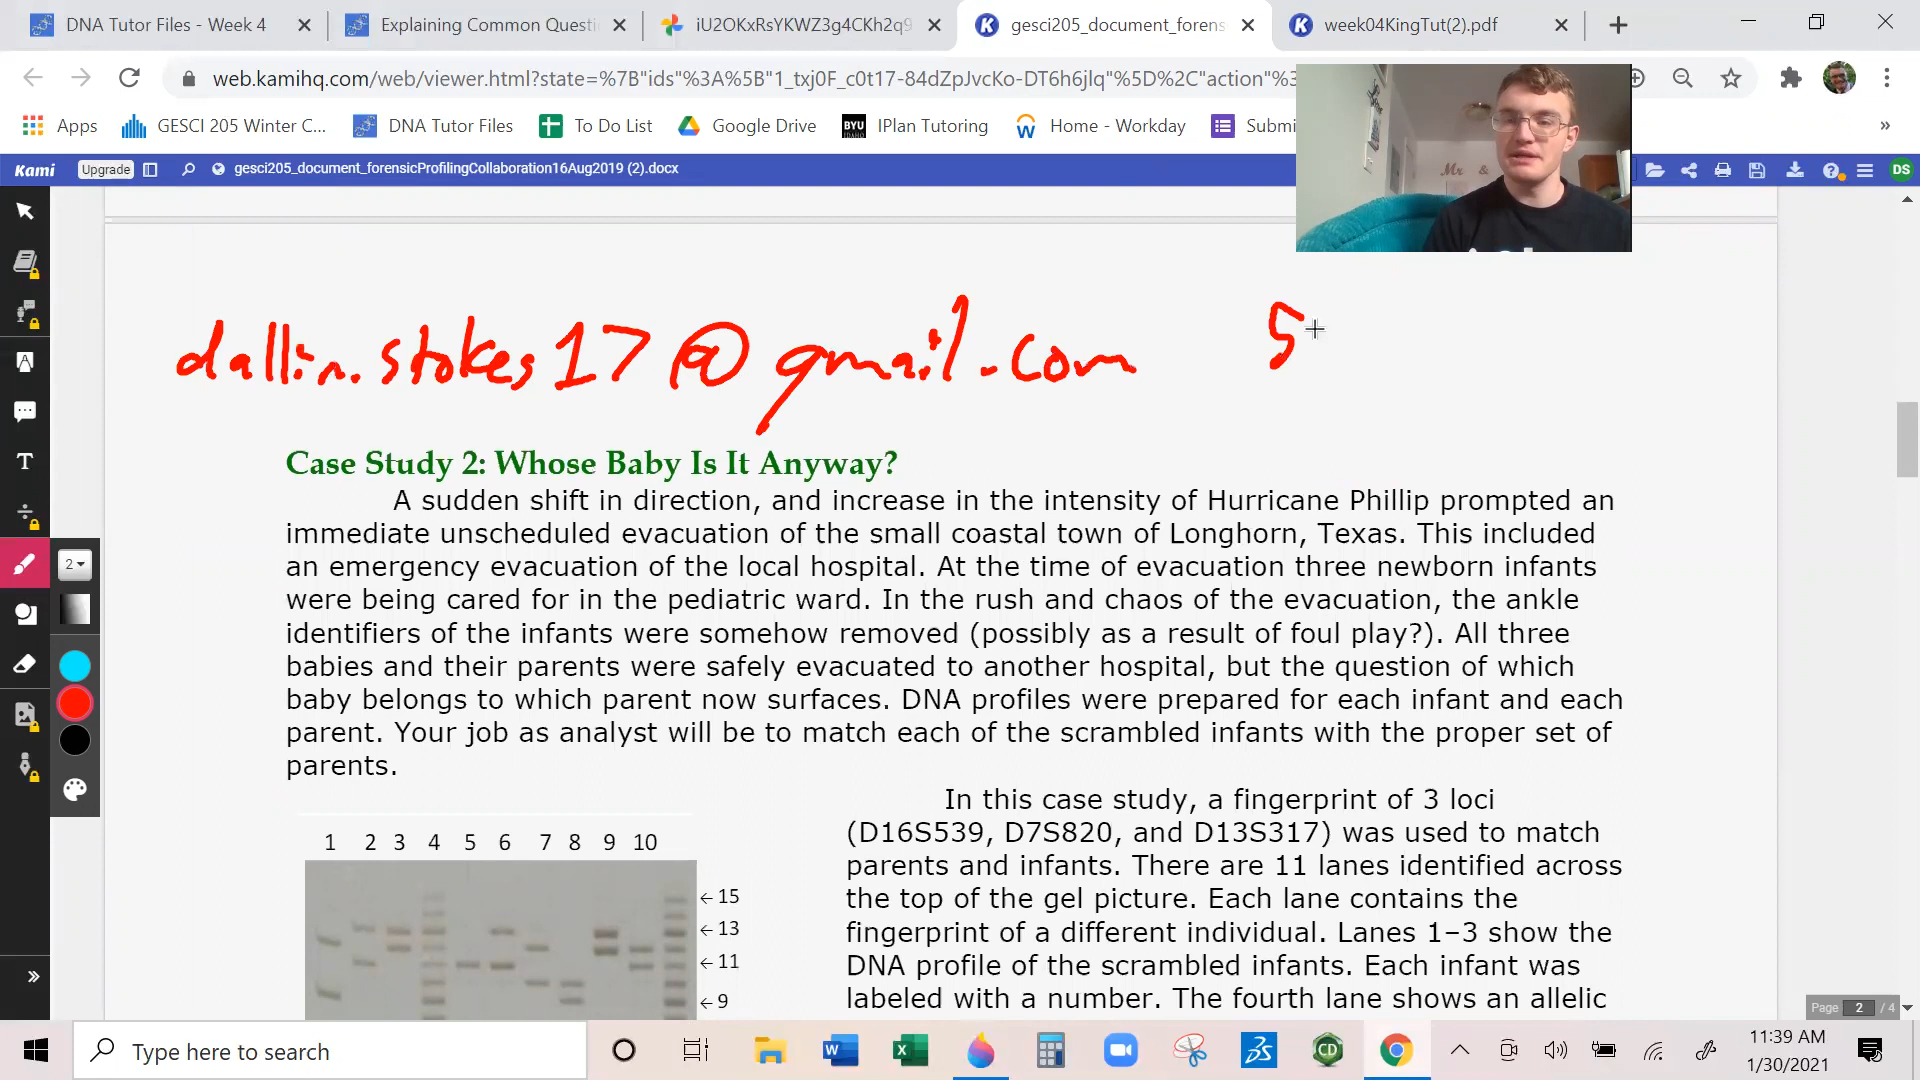 DNA Tutor Files - Week 4
Explaining Common Questi
iU2OKxRsYKWZ3g4CKh2q9
gesci205_document_forens
week04KingTut(2).pdf
web.kamihq.com/web/viewer.html?state=%7B"ids"%3A%5B"1_txj0F_c0t17-84dZpJvcKo-DT6h6jlq"%5D%2C"action"%3
Apps
GESCI 205 Winter C...
DNA Tutor Files
To Do List
Google Drive
BYU IDAHO
IPlan Tutoring
Home - Workday
Submi
»
Kami
Upgrade
gesci205_document_forensicProfilingCollaboration16Aug2019 (2).docx
DS
Mr &
dallin.stokes17@gmail.com
5
Case Study 2: Whose Baby Is It Anyway?
A sudden shift in direction, and increase in the intensity of Hurricane Phillip prompted an
immediate unscheduled evacuation of the small coastal town of Longhorn, Texas. This included
an emergency evacuation of the local hospital. At the time of evacuation three newborn infants
were being cared for in the pediatric ward. In the rush and chaos of the evacuation, the ankle
identifiers of the infants were somehow removed (possibly as a result of foul play?). All three
babies and their parents were safely evacuated to another hospital, but the question of which
baby belongs to which parent now surfaces. DNA profiles were prepared for each infant and each
parent. Your job as analyst will be to match each of the scrambled infants with the proper set of
parents.
1 2 3 4 5 6 7 8 9 10
←15
←13
←11
←9
In this case study, a fingerprint of 3 loci
(D16S539, D7S820, and D13S317) was used to match
parents and infants. There are 11 lanes identified across
the top of the gel picture. Each lane contains the
fingerprint of a different individual. Lanes 1–3 show the
DNA profile of the scrambled infants. Each infant was
labeled with a number. The fourth lane shows an allelic
2
Page 2 / 4
Type here to search
11:39 AM
1/30/2021